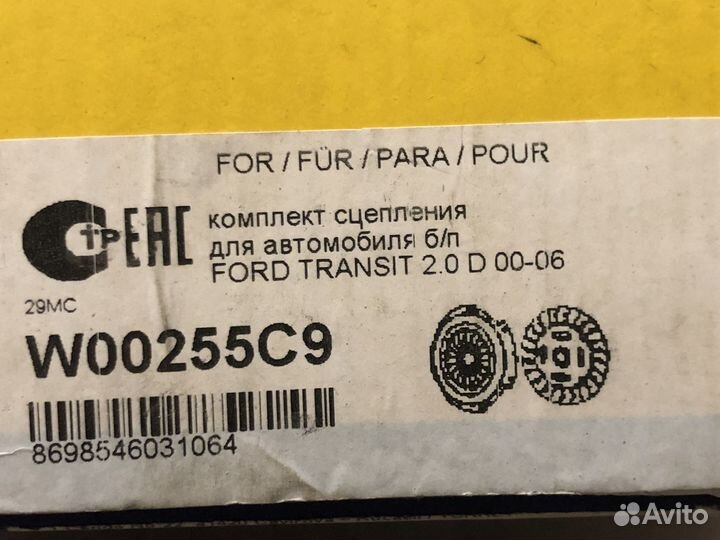 FOR / FÜR / PARA / POUR
СТР EAC
комплект сцепления
для автомобиля б/п
FORD TRANSIT 2.0 D 00-06
29MC
W00255C9
8698546031064
Avito